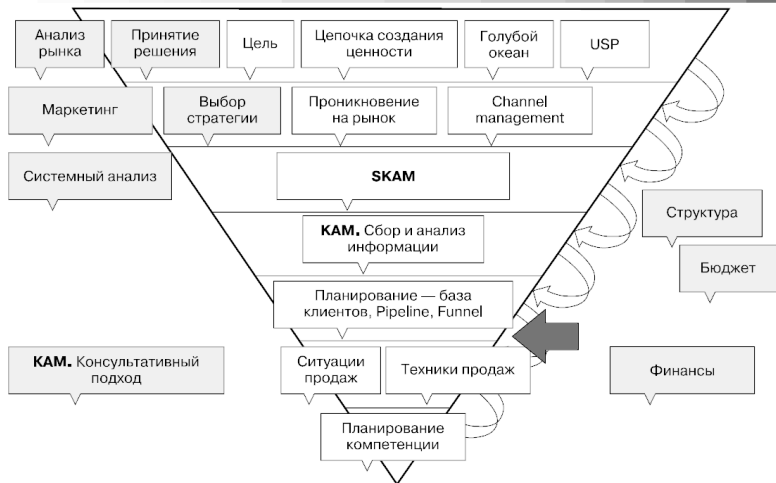 Анализ
рынка
Принятие
решения
Цель
Цепочка создания
ценности
Голубой
океан
USP
Маркетинг
Выбор
стратегии
Проникновение
на рынок
Channel
management
Системный анализ
SKAM
Структура
KAM. Сбор и анализ
информации
Бюджет
Планирование — база
клиентов, Pipeline, Funnel
KAM. Консультативный
подход
Ситуации
продаж
Техники продаж
Финансы
Планирование
компетенции